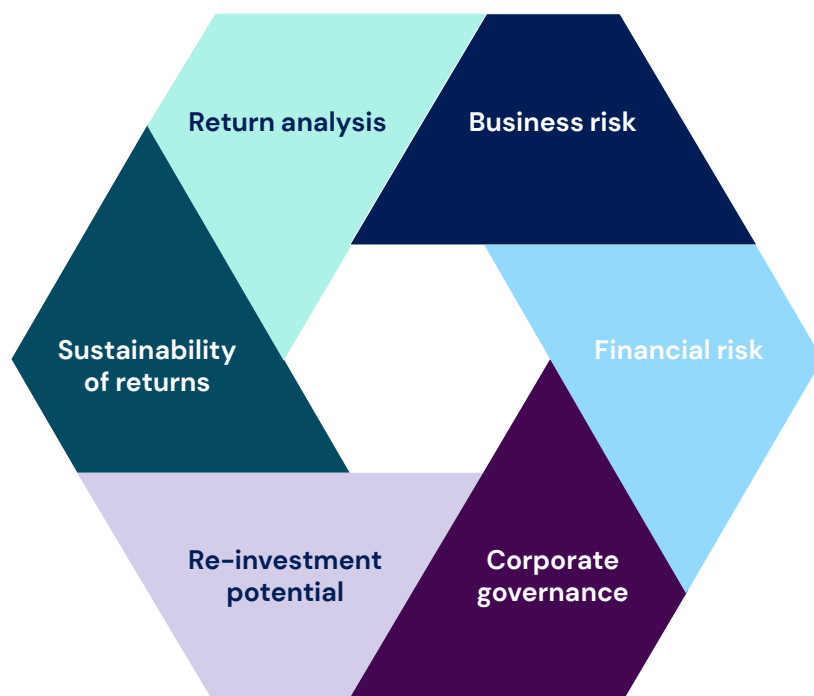 Return analysis
Business risk
Sustainability
of returns
Financial risk
Re-investment
potential
Corporate
governance